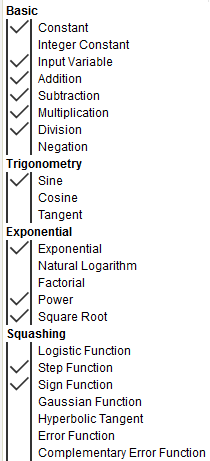 Basic
Constant
Integer Constant
Input Variable
Addition
Subtraction
Multiplication
Division
Negation
Trigonometry
Sine
Cosine
Tangent
Exponential
Exponential
Natural Logarithm
Factorial
Power
Square Root
Squashing
Logistic Function
Step Function
Sign Function
Gaussian Function
Hyperbolic Tangent
Error Function
Complementary Error Function